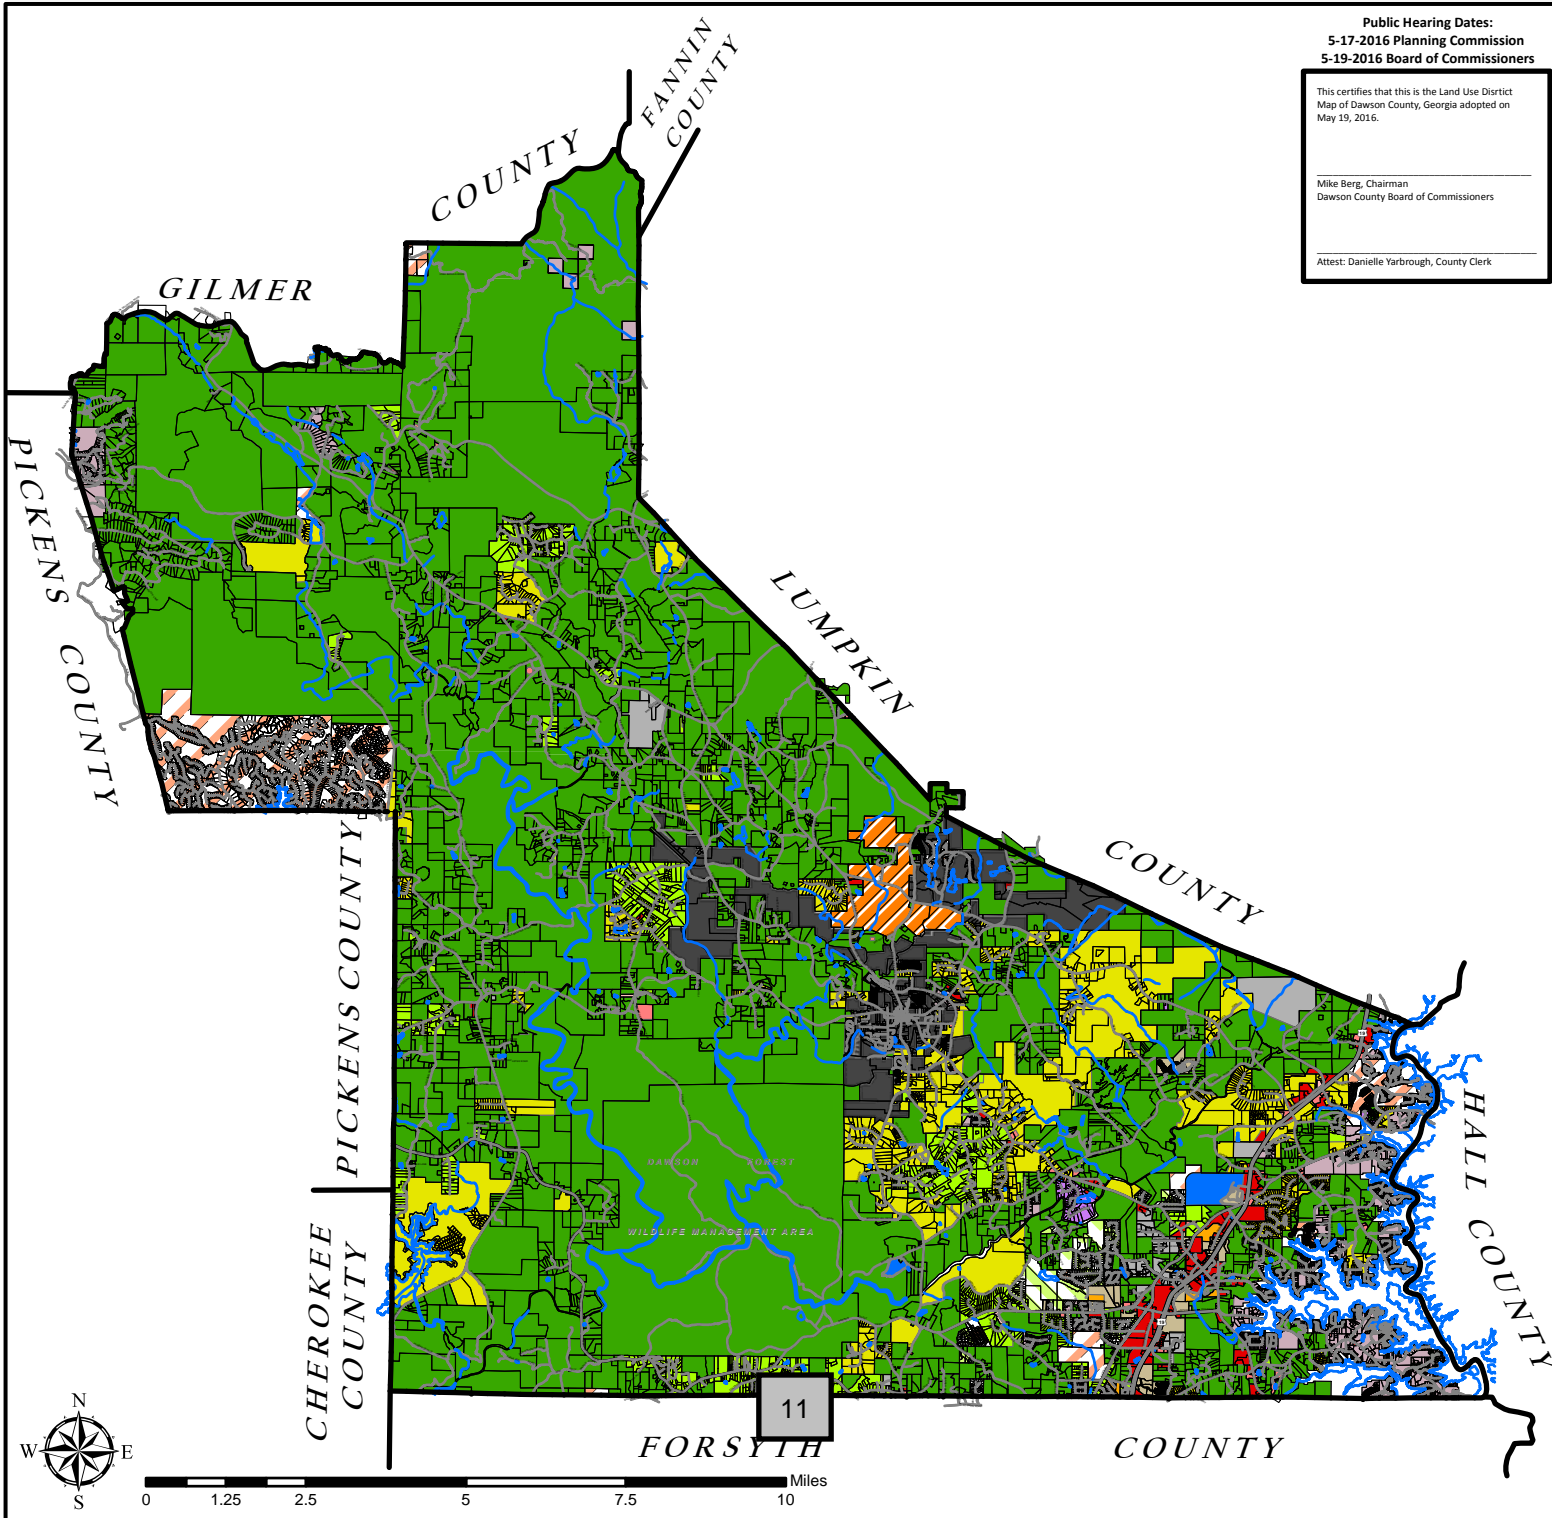 Public Hearing Dates:
5-17-2016 Planning Commission
5-19-2016 Board of Commissioners
This certifies that this is the Land Use Disrtict
Map of Dawson County, Georgia adopted on
May 19, 2016.
Mike Berg, Chairman
Dawson County Board of Commissioners
Attest: Danielle Yarbrough, County Clerk
FANNIN
COUNTY
COUNTY
GILMER
PICKENS
COUNTY
LUMPKIN
COUNTY
PICKENS COUNTY
HALL COUNTY
DAWSON FOREST
WILDLIFE MANAGEMENT AREA
CHEROKEE
COUNTY
11
FORSYTH
COUNTY
N
W E
S
0 1.25 2.5 5 7.5 10 Miles